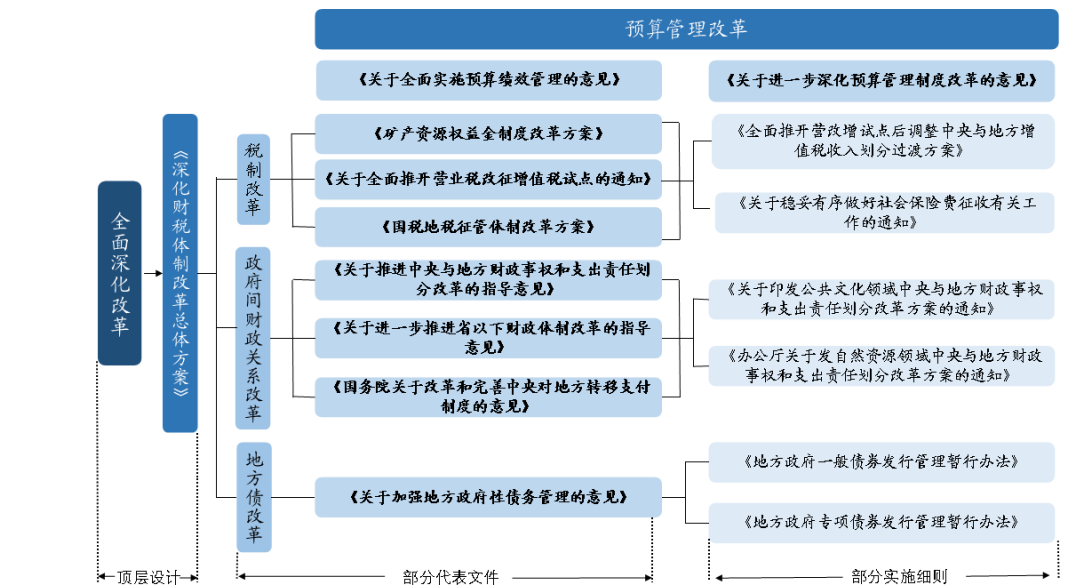 预算管理改革
《关于全面实施预算绩效管理的意见》
《关于进一步深化预算管理制度改革的意见》
全面深化改革
《深化财税体制改革总体方案》
税制改革
《矿产资源权益金制度改革方案》
《关于全面推开营业税改征增值税试点的通知》
《国税地税征管体制改革方案》
《全面推开营改增试点后调整中央与地方增
值税收入划分过渡方案》
《关于稳妥有序做好社会保险费征收有关工
作的通知》
政府间财政关系改革
《关于推进中央与地方财政事权和支出责任划
分改革的指导意见》
《关于进一步推进省以下财政体制改革的指导
意见》
《国务院关于改革和完善中央对地方转移支付
制度的意见》
《关于印发公共文化领域中央与地方财政事权
和支出责任划分改革方案的通知》
《办公厅关于发自然资源领域中央与地方财政
事权和支出责任划分改革方案的通知》
地方债改革
《关于加强地方政府性债务管理的意见》
《地方政府一般债券发行管理暂行办法》
《地方政府专项债券发行管理暂行办法》
顶层设计
部分代表文件
部分实施细则